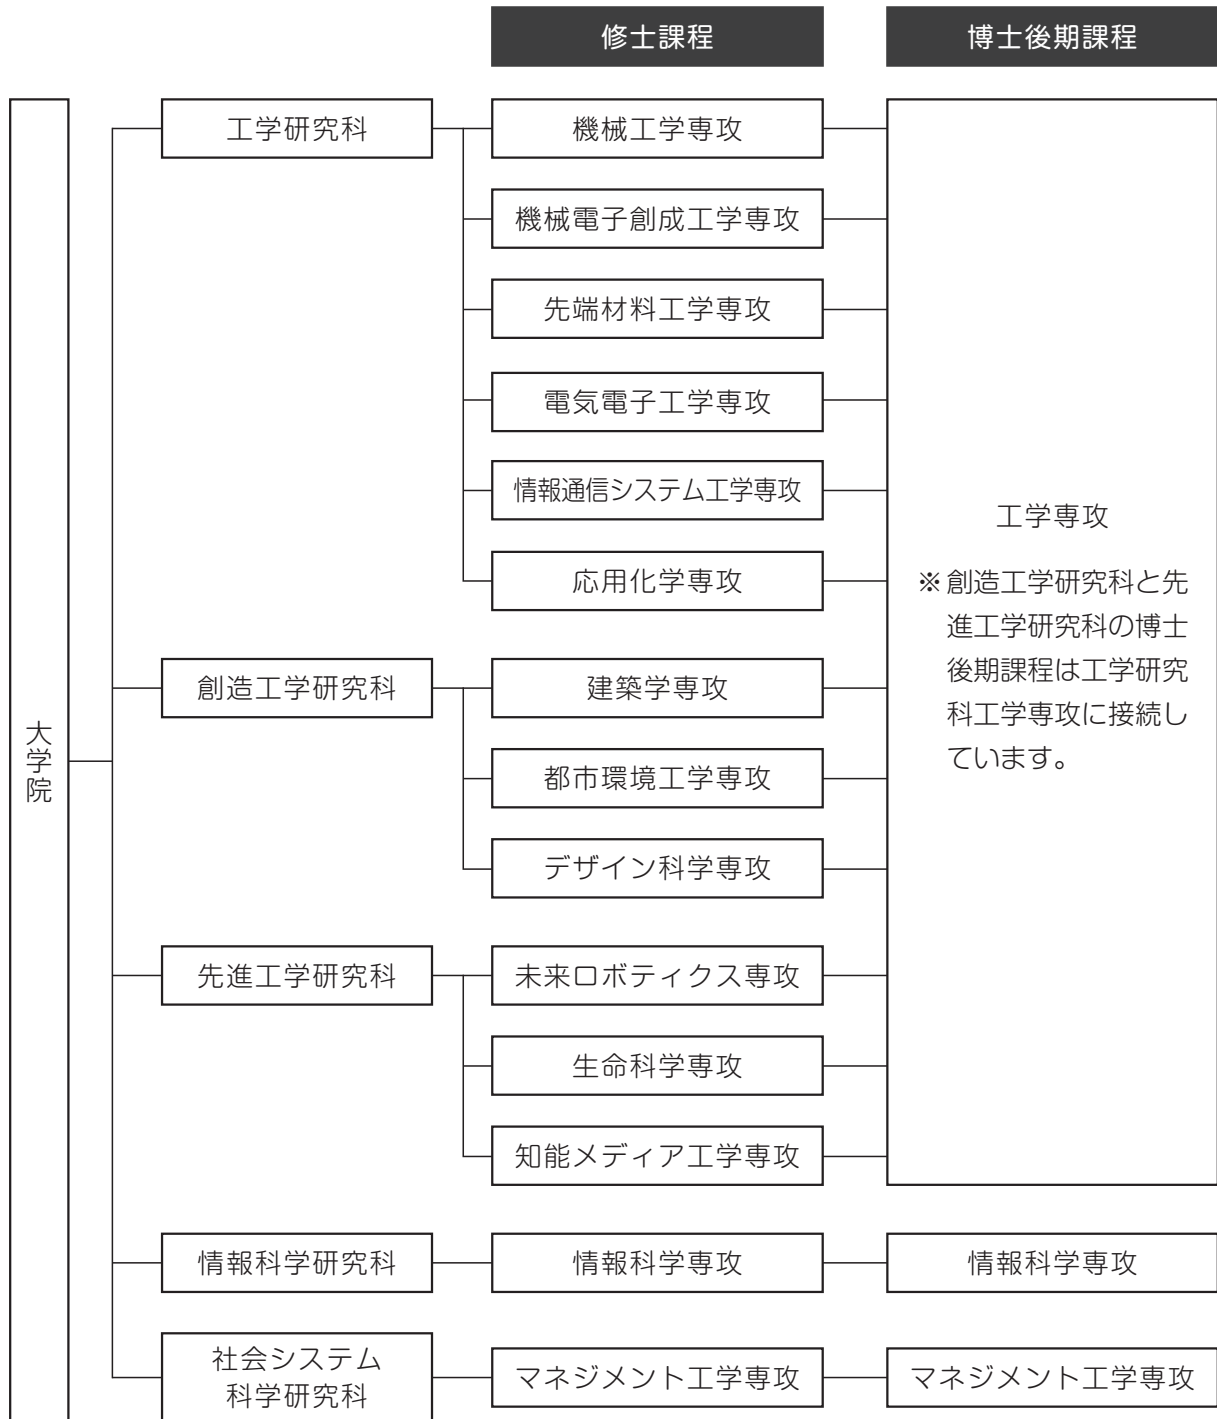 修士課程
博士後期課程
大学院
工学研究科
機械工学専攻
機械電子創成工学専攻
先端材料工学専攻
電気電子工学専攻
情報通信システム工学専攻
応用化学専攻
創造工学研究科
建築学専攻
都市環境工学専攻
デザイン科学専攻
先進工学研究科
未来ロボティクス専攻
生命科学専攻
知能メディア工学専攻
工学専攻
※創造工学研究科と先
進工学研究科の博士
後期課程は工学研究
科工学専攻に接続し
ています。
情報科学研究科
情報科学専攻
情報科学専攻
社会システム
科学研究科
マネジメント工学専攻
マネジメント工学専攻